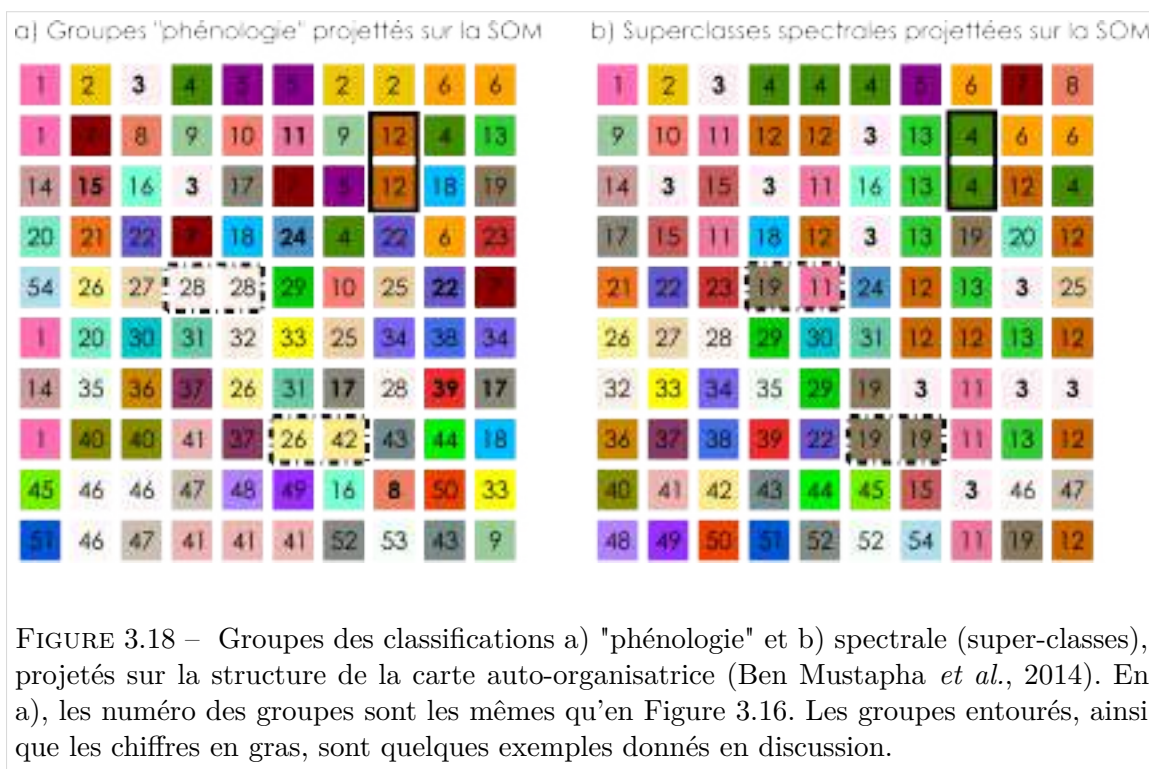 a) Groupes "phénologie" projettés sur la SOM
b) Superclasses spectrales projettées sur la SOM
1 2 3 4 5 5 2 2 6 6
1 7 8 9 10 11 9 12 4 13
14 15 16 3 17 7 5 12 18 19
20 21 22 7 18 24 4 22 6 23
54 26 27 28 28 29 10 25 22 7
1 20 30 31 32 33 25 34 38 34
14 35 36 37 26 31 17 28 39 17
1 40 40 41 37 26 42 43 44 18
45 46 46 47 48 49 16 8 50 33
51 46 47 41 41 41 52 53 43 9
1 2 3 4 4 4 5 6 7 8
9 10 11 12 12 3 13 4 6 6
14 3 15 3 11 16 13 4 12 4
17 15 11 18 12 3 13 19 20 12
21 22 23 19 11 24 12 13 3 25
26 27 28 29 30 31 12 12 13 12
32 33 34 35 29 19 3 11 3 3
36 37 38 39 22 19 19 11 13 12
40 41 42 43 44 45 15 3 46 47
48 49 50 51 52 52 54 11 19 12
FIGURE 3.18 – Groupes des classifications a) "phénologie" et b) spectrale (super-classes),
projetés sur la structure de la carte auto-organisatrice (Ben Mustapha et al., 2014). En
a), les numéro des groupes sont les mêmes qu'en Figure 3.16. Les groupes entourés, ainsi
que les chiffres en gras, sont quelques exemples donnés en discussion.